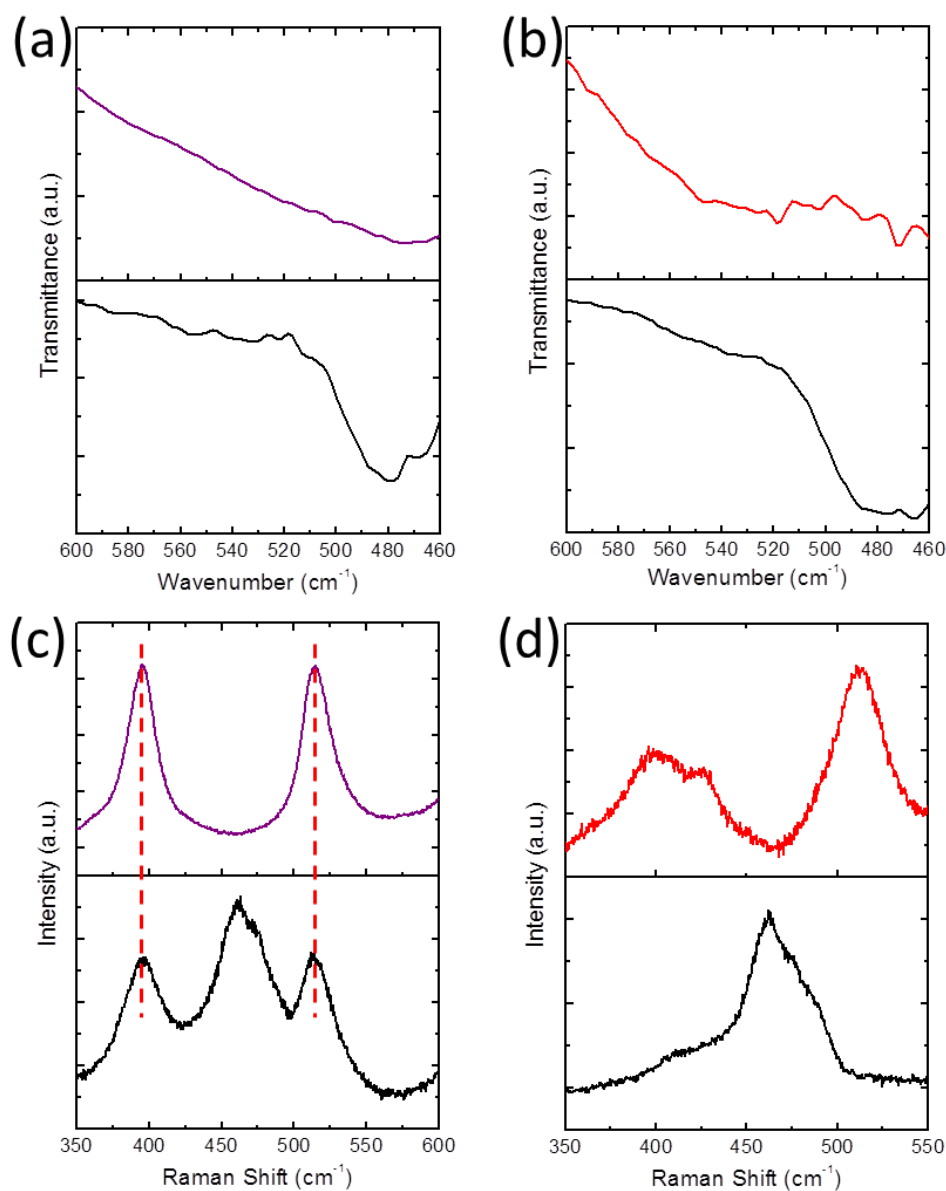 (a)
(b)
Transmittance (a.u.)
Transmittance (a.u.)
600 580 560 540 520 500 480 460
600 580 560 540 520 500 480 460
Wavenumber (cm⁻¹)
Wavenumber (cm⁻¹)
(c)
(d)
Intensity (a.u.)
Intensity (a.u.)
350 400 450 500 550 600
350 400 450 500 550
Raman Shift (cm⁻¹)
Raman Shift (cm⁻¹)